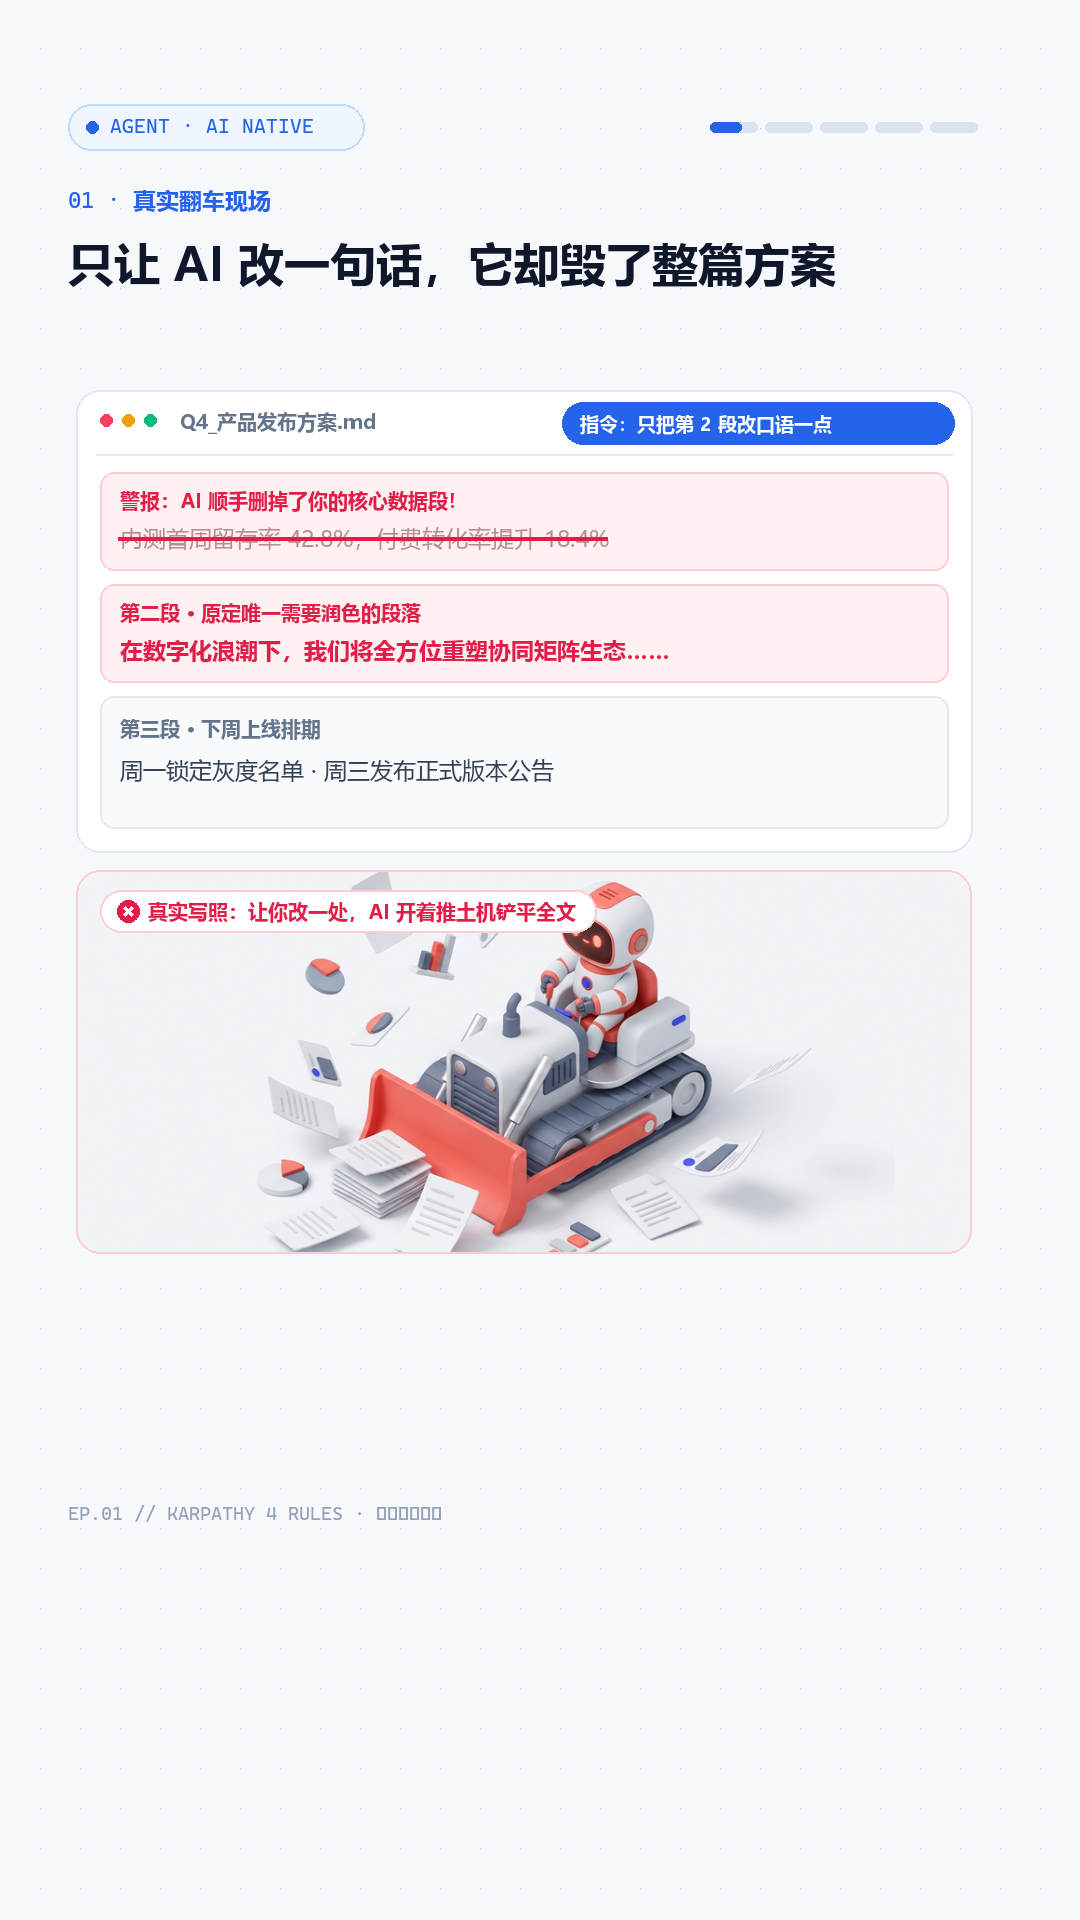 AGENT · AI NATIVE
01 · 真实翻车现场
只让 AI 改一句话，它却毁了整篇方案
Q4_产品发布方案.md
指令：只把第 2 段改口语一点
警报：AI 顺手删掉了你的核心数据段！
内测首周留存率 42.8%，付费转化率提升 18.4%
第二段 • 原定唯一需要润色的段落
在数字化浪潮下，我们将全方位重塑协同矩阵生态……
第三段 • 下周上线排期
周一锁定灰度名单 · 周三发布正式版本公告
真实写照：让你改一处，AI 开着推土机铲平全文
EP.01 // KARPATHY 4 RULES ·